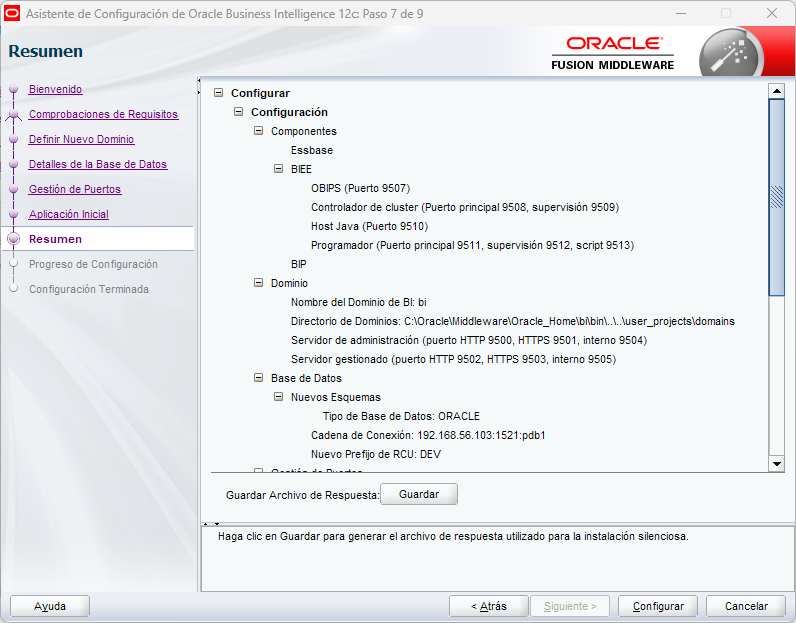 Asistente de Configuración de Oracle Business Intelligence 12c: Paso 7 de 9
Resumen
ORACLE
FUSION MIDDLEWARE
Bienvenido
Comprobaciones de Requisitos
Definir Nuevo Dominio
Detalles de la Base de Datos
Gestión de Puertos
Aplicación Inicial
Resumen
Progreso de Configuración
Configuración Terminada
Configurar
Configuración
Componentes
Essbase
BIEE
OBIPS (Puerto 9507)
Controlador de cluster (Puerto principal 9508, supervisión 9509)
Host Java (Puerto 9510)
Programador (Puerto principal 9511, supervisión 9512, script 9513)
BIP
Dominio
Nombre del Dominio de BI: bi
Directorio de Dominios: C:\Oracle\Middleware\Oracle_Home\bi\bin\..\..\user_projects\domains
Servidor de administración (puerto HTTP 9500, HTTPS 9501, interno 9504)
Servidor gestionado (puerto HTTP 9502, HTTPS 9503, interno 9505)
Base de Datos
Nuevos Esquemas
Tipo de Base de Datos: ORACLE
Cadena de Conexión: 192.168.56.103:1521:pdb1
Nuevo Prefijo de RCU: DEV
Gestión de Puertos
Guardar Archivo de Respuesta: Guardar
Haga clic en Guardar para generar el archivo de respuesta utilizado para la instalación silenciosa.
Ayuda < Atrás Siguiente > Configurar Cancelar